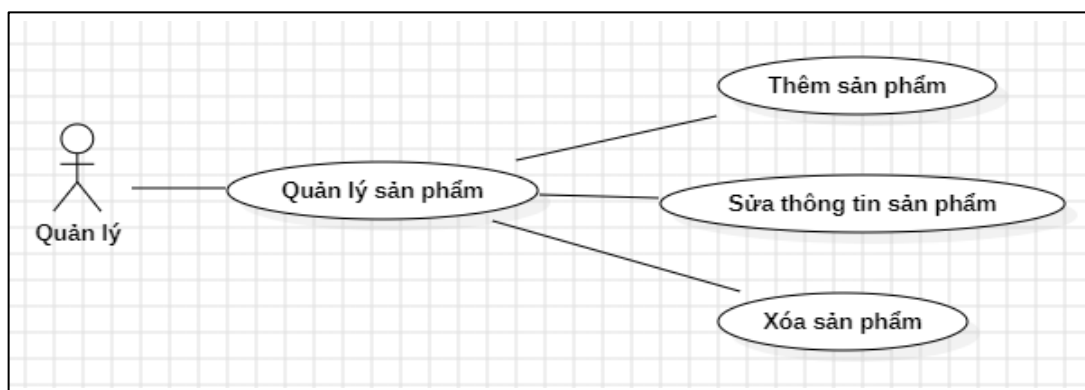 Thêm sản phẩm
Quản lý sản phẩm
Sửa thông tin sản phẩm
Quản lý
Xóa sản phẩm